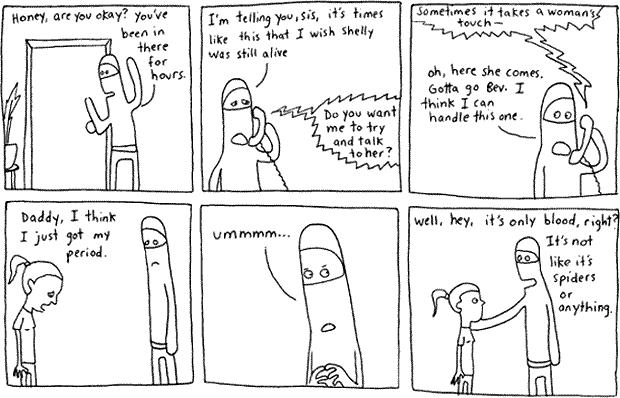 Honey, are you okay? You've
been in
there
for
hours.
I'm telling you, sis, it's times
like this that I wish Shelly
was still alive
Do you want
me to try
and talk
to her?
Sometimes it takes a woman's
touch—
oh, here she comes.
Gotta go Bev. I
think I can
handle this one.
Daddy, I think
I just got my
period.
ummmm...
well, hey, it's only blood, right?
It's not
like it's
spiders
or
anything.